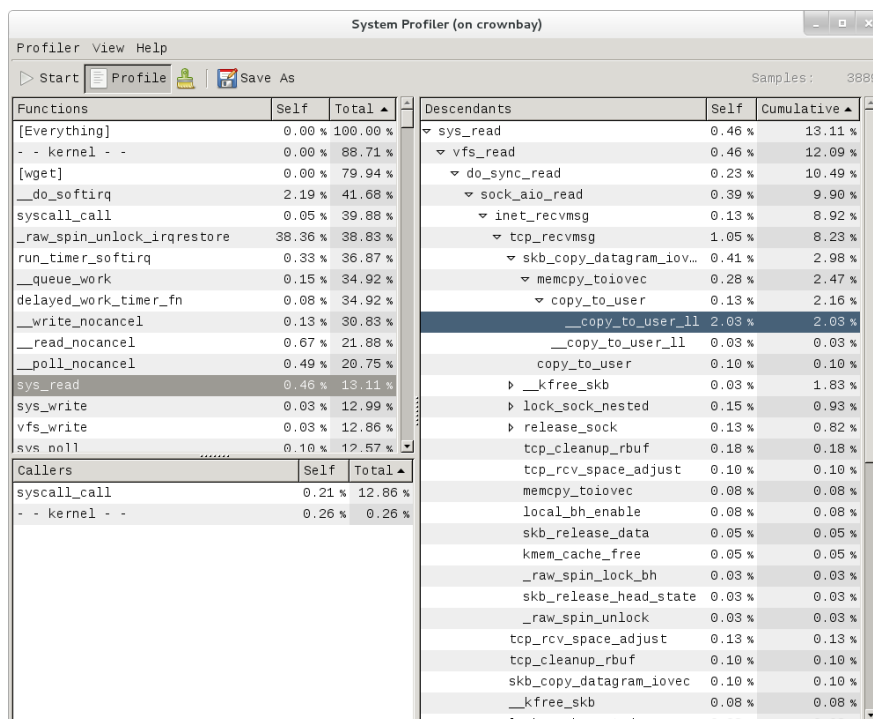 System Profiler (on crownbay)
Profiler View Help
Start Profile Save As Samples: 388
Functions Self Total
[Everything] 0.00 % 100.00 %
- - kernel - - 0.00 % 88.71 %
[wget] 0.00 % 79.94 %
__do_softirq 2.19 % 41.68 %
syscall_call 0.05 % 39.88 %
_raw_spin_unlock_irqrestore 38.36 % 38.83 %
run_timer_softirq 0.33 % 36.87 %
__queue_work 0.15 % 34.92 %
delayed_work_timer_fn 0.08 % 34.92 %
__write_nocancel 0.13 % 30.83 %
__read_nocancel 0.67 % 21.88 %
__poll_nocancel 0.49 % 20.75 %
sys_read 0.46 % 13.11 %
sys_write 0.03 % 12.99 %
vfs_write 0.03 % 12.86 %
sys_poll 0.10 % 12.57 %
Callers Self Total
syscall_call 0.21 % 12.86 %
- - kernel - - 0.26 % 0.26 %
Descendants Self Cumulative
sys_read 0.46 % 13.11 %
vfs_read 0.46 % 12.09 %
do_sync_read 0.23 % 10.49 %
sock_aio_read 0.39 % 9.90 %
inet_recvmsg 0.13 % 8.92 %
tcp_recvmsg 1.05 % 8.23 %
skb_copy_datagram_iov… 0.41 % 2.98 %
memcpy_toiovec 0.28 % 2.47 %
copy_to_user 0.13 % 2.16 %
__copy_to_user_ll 2.03 % 2.03 %
__copy_to_user_ll 0.03 % 0.03 %
copy_to_user 0.10 % 0.10 %
__kfree_skb 0.03 % 1.83 %
lock_sock_nested 0.15 % 0.93 %
release_sock 0.13 % 0.82 %
tcp_cleanup_rbuf 0.18 % 0.18 %
tcp_rcv_space_adjust 0.10 % 0.10 %
memcpy_toiovec 0.08 % 0.08 %
local_bh_enable 0.08 % 0.08 %
skb_release_data 0.05 % 0.05 %
kmem_cache_free 0.05 % 0.05 %
_raw_spin_lock_bh 0.03 % 0.03 %
skb_release_head_state 0.03 % 0.03 %
_raw_spin_unlock 0.03 % 0.03 %
tcp_rcv_space_adjust 0.13 % 0.13 %
tcp_cleanup_rbuf 0.10 % 0.10 %
skb_copy_datagram_iovec 0.10 % 0.10 %
__kfree_skb 0.08 % 0.08 %